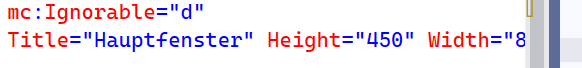 mc:Ignorable="d"
Title="Hauptfenster" Height="450" Width="8